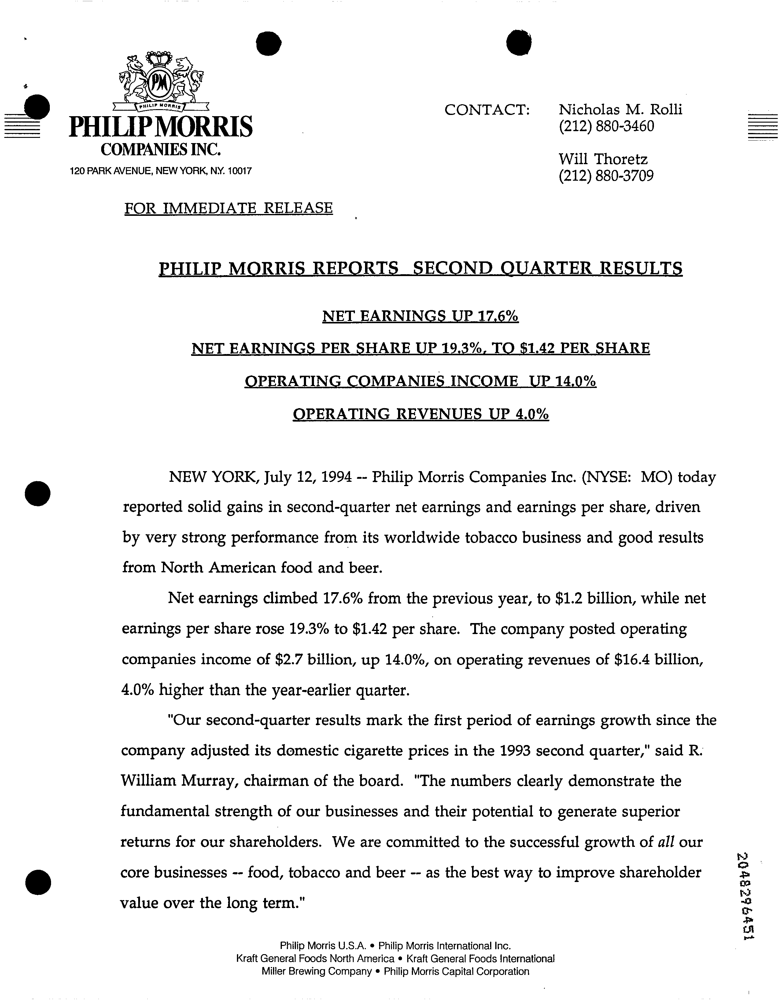 PM
PHILIP MORRIS
PHILIP MORRIS
COMPANIES INC.
120 PARK AVENUE, NEW YORK, N.Y. 10017
CONTACT: Nicholas M. Rolli
(212) 880-3460
Will Thoretz
(212) 880-3709
FOR IMMEDIATE RELEASE
PHILIP MORRIS REPORTS SECOND QUARTER RESULTS
NET EARNINGS UP 17.6%
NET EARNINGS PER SHARE UP 19.3%, TO $1.42 PER SHARE
OPERATING COMPANIES INCOME UP 14.0%
OPERATING REVENUES UP 4.0%
NEW YORK, July 12, 1994 -- Philip Morris Companies Inc. (NYSE: MO) today
reported solid gains in second-quarter net earnings and earnings per share, driven
by very strong performance from its worldwide tobacco business and good results
from North American food and beer.
Net earnings climbed 17.6% from the previous year, to $1.2 billion, while net
earnings per share rose 19.3% to $1.42 per share. The company posted operating
companies income of $2.7 billion, up 14.0%, on operating revenues of $16.4 billion,
4.0% higher than the year-earlier quarter.
"Our second-quarter results mark the first period of earnings growth since the
company adjusted its domestic cigarette prices in the 1993 second quarter," said R.
William Murray, chairman of the board. "The numbers clearly demonstrate the
fundamental strength of our businesses and their potential to generate superior
returns for our shareholders. We are committed to the successful growth of all our
core businesses -- food, tobacco and beer -- as the best way to improve shareholder
value over the long term."
Philip Morris U.S.A. • Philip Morris International Inc.
Kraft General Foods North America • Kraft General Foods International
Miller Brewing Company • Philip Morris Capital Corporation
2048296451